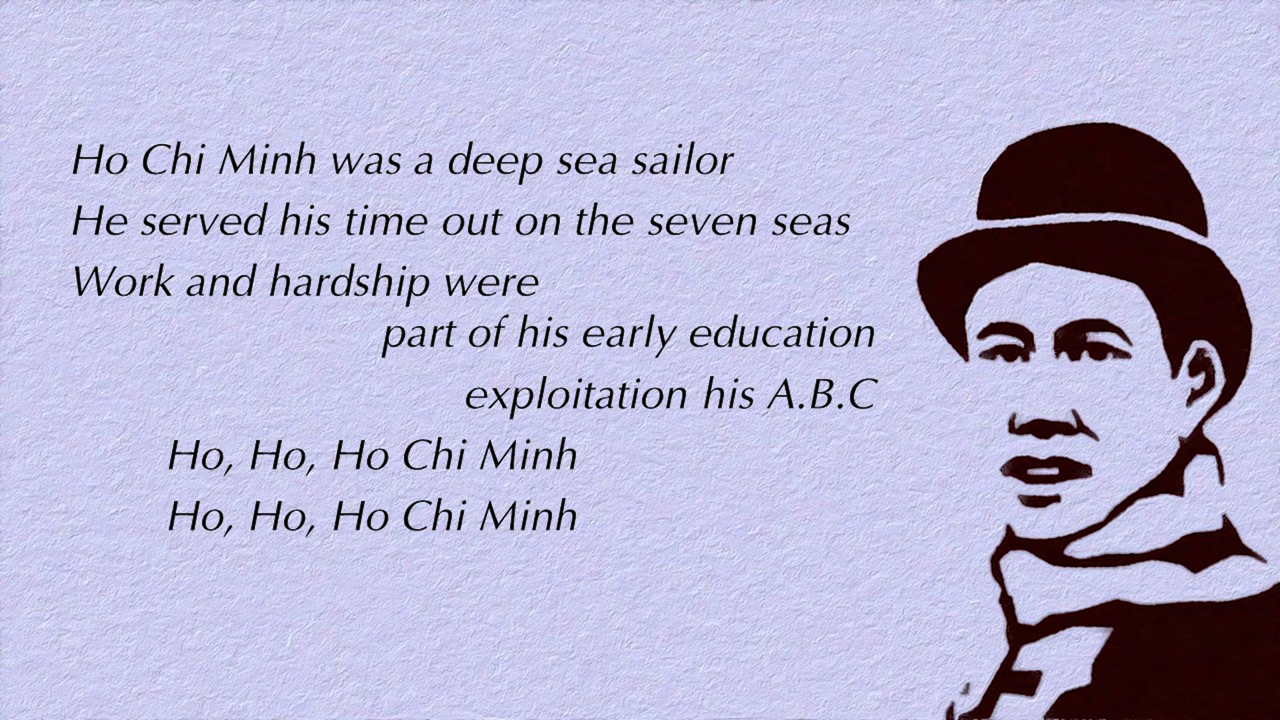 Ho Chi Minh was a deep sea sailor
He served his time out on the seven seas
Work and hardship were
part of his early education
exploitation his A.B.C
Ho, Ho, Ho Chi Minh
Ho, Ho, Ho Chi Minh